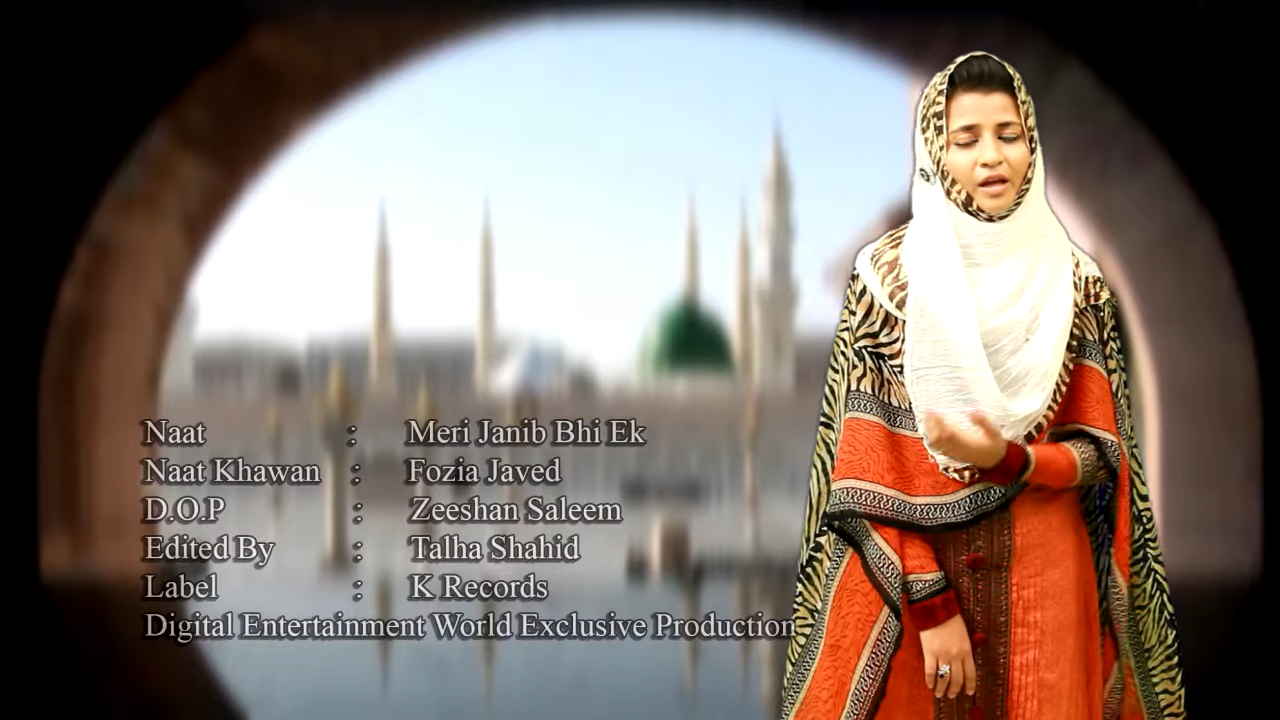 Naat : Meri Janib Bhi Ek
Naat Khawan : Fozia Javed
D.O.P : Zeeshan Saleem
Edited By : Talha Shahid
Label : K Records
Digital Entertainment World Exclusive Production